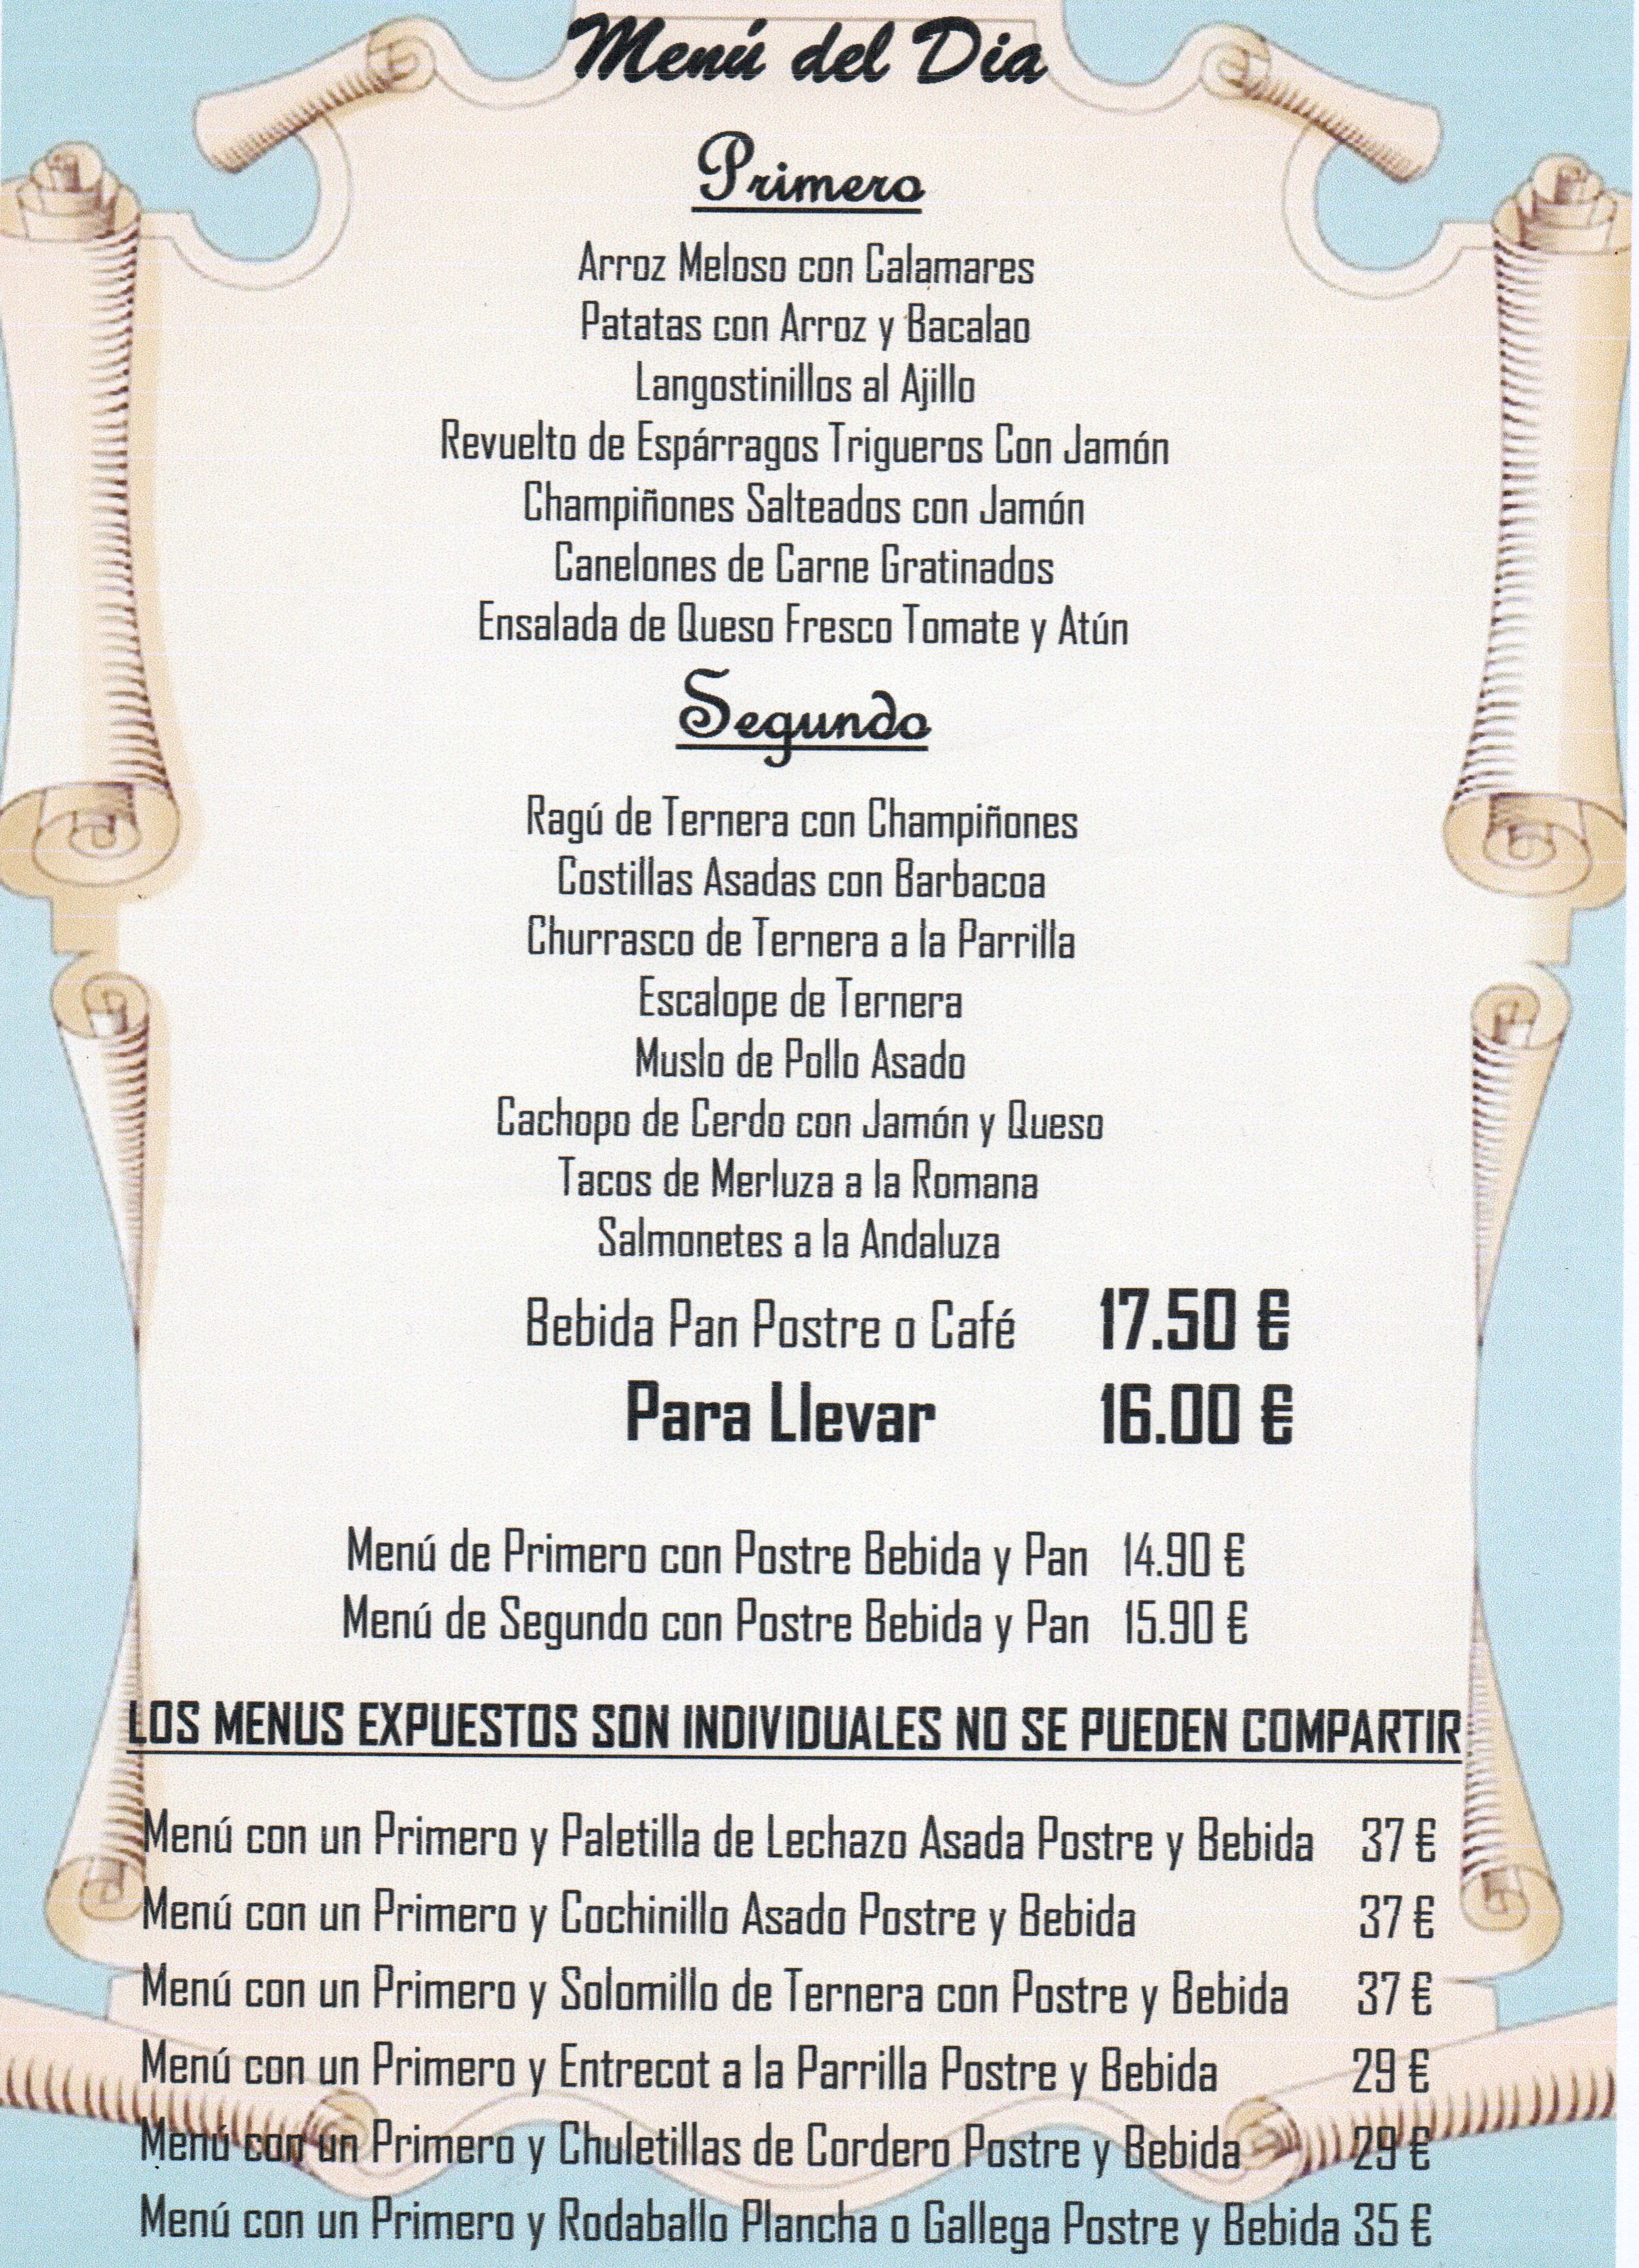 Menú del Dia
Primero
Arroz Meloso con Calamares
Patatas con Arroz y Bacalao
Langostinillos al Ajillo
Revuelto de Espárragos Trigueros Con Jamón
Champiñones Salteados con Jamón
Canelones de Carne Gratinados
Ensalada de Queso Fresco Tomate y Atún
Segundo
Ragú de Ternera con Champiñones
Costillas Asadas con Barbacoa
Churrasco de Ternera a la Parrilla
Escalope de Ternera
Muslo de Pollo Asado
Cachopo de Cerdo con Jamón y Queso
Tacos de Merluza a la Romana
Salmonetes a la Andaluza
Bebida Pan Postre o Café 17.50 €
Para Llevar 16.00 €
Menú de Primero con Postre Bebida y Pan 14.90 €
Menú de Segundo con Postre Bebida y Pan 15.90 €
LOS MENUS EXPUESTOS SON INDIVIDUALES NO SE PUEDEN COMPARTIR
Menú con un Primero y Paletilla de Lechazo Asada Postre y Bebida 37 €
Menú con un Primero y Cochinillo Asado Postre y Bebida 37 €
Menú con un Primero y Solomillo de Ternera con Postre y Bebida 37 €
Menú con un Primero y Entrecot a la Parrilla Postre y Bebida 29 €
Menú con un Primero y Chuletillas de Cordero Postre y Bebida 29 €
Menú con un Primero y Rodaballo Plancha o Gallega Postre y Bebida 35 €